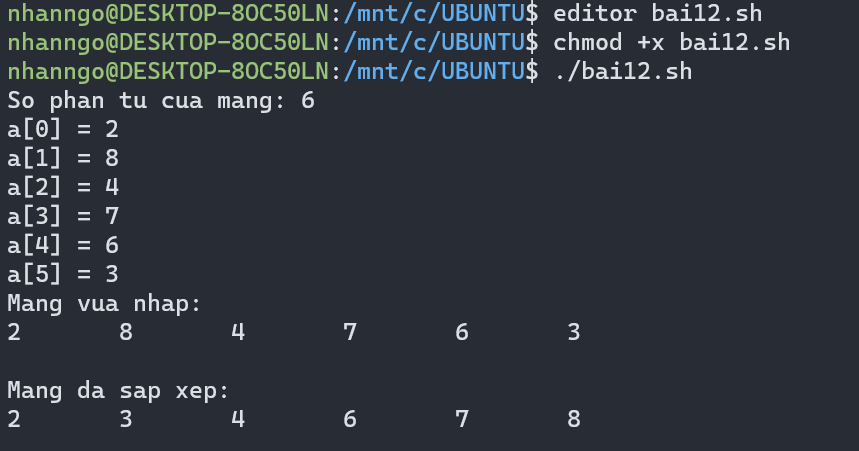 nhanngo@DESKTOP-8OC50LN:/mnt/c/UBUNTU$ editor bai12.sh
nhanngo@DESKTOP-8OC50LN:/mnt/c/UBUNTU$ chmod +x bai12.sh
nhanngo@DESKTOP-8OC50LN:/mnt/c/UBUNTU$ ./bai12.sh
So phan tu cua mang: 6
a[0] = 2
a[1] = 8
a[2] = 4
a[3] = 7
a[4] = 6
a[5] = 3
Mang vua nhap:
2 8 4 7 6 3
Mang da sap xep:
2 3 4 6 7 8